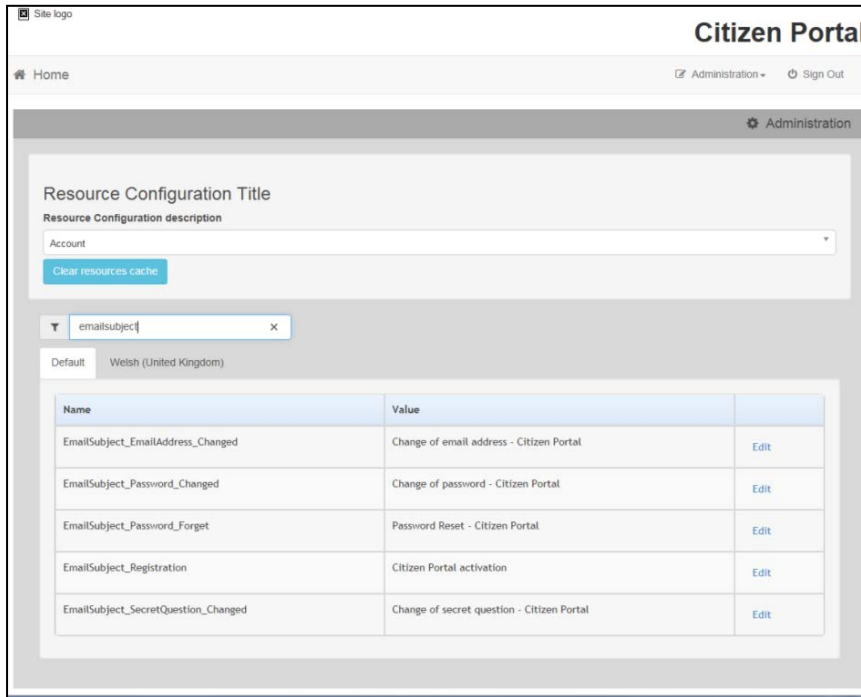 Site logo
Citizen Portal
Home
Administration
Sign Out
Administration
Resource Configuration Title
Resource Configuration description
Account
Clear resources cache
emailsubject
Default
Welsh (United Kingdom)
Name Value
EmailSubject_EmailAddress_Changed Change of email address - Citizen Portal Edit
EmailSubject_Password_Changed Change of password - Citizen Portal Edit
EmailSubject_Password_Forget Password Reset - Citizen Portal Edit
EmailSubject_Registration Citizen Portal activation Edit
EmailSubject_SecretQuestion_Changed Change of secret question - Citizen Portal Edit